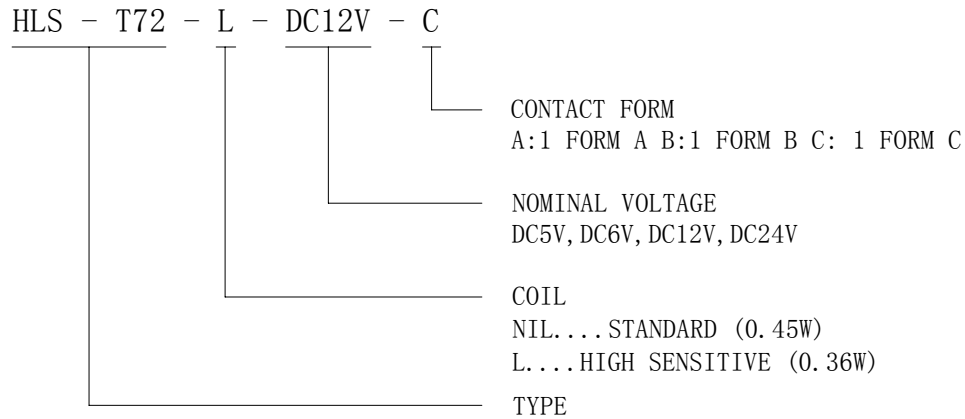 HLS - T72 - L - DC12V - C
CONTACT FORM
A:1 FORM A B:1 FORM B C: 1 FORM C
NOMINAL VOLTAGE
DC5V,DC6V,DC12V,DC24V
COIL
NIL....STANDARD (0.45W)
L....HIGH SENSITIVE (0.36W)
TYPE